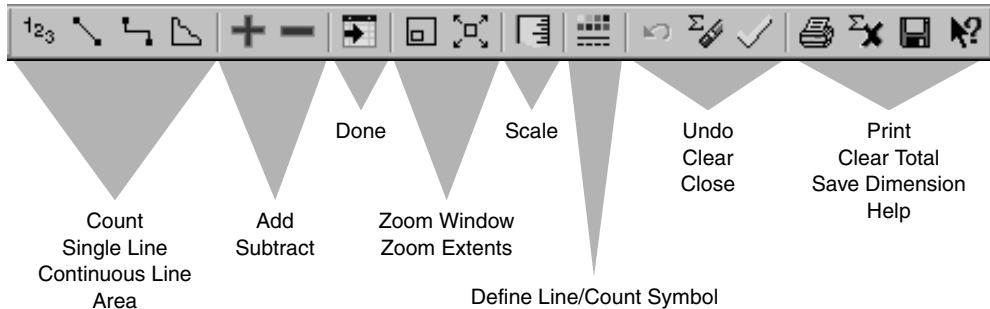 123
Done
Scale
Undo
Clear
Close
Print
Clear Total
Save Dimension
Help
Count
Single Line
Continuous Line
Area
Add
Subtract
Zoom Window
Zoom Extents
Define Line/Count Symbol
Σ
Σ
?